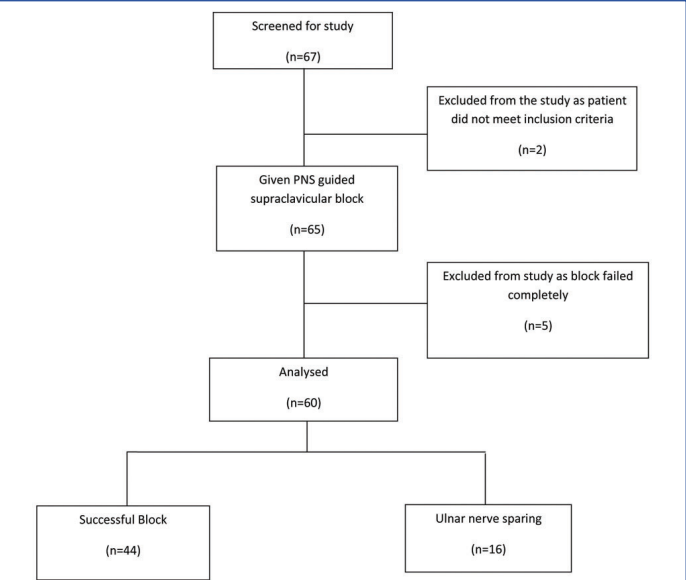 Screened for study
(n=67)
Excluded from the study as patient
did not meet inclusion criteria
(n=2)
Given PNS guided
supraclavicular block
(n=65)
Excluded from study as block failed
completely
(n=5)
Analysed
(n=60)
Successful Block
(n=44)
Ulnar nerve sparing
(n=16)